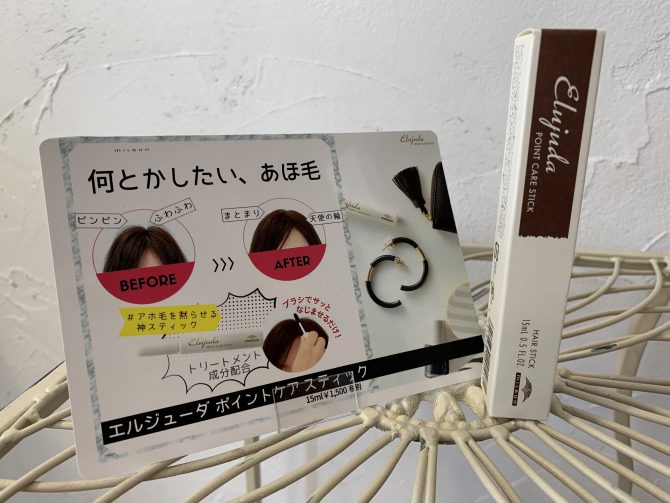 milbon
何とかしたい、あほ毛
ピンピン
ふわふわ
BEFORE
まとまり
天使の輪
AFTER
#アホ毛を黙らせる
神スティック
Elujuda
トリートメント
成分配合
ブラシでサッと
なじませるだけ!
エルジューダ ポイントケア スティック
15ml ¥1,500
Elujuda
Elujuda
POINT CARE STICK
HAIR STICK
15ml 0.5 FL.OZ.
MILBON